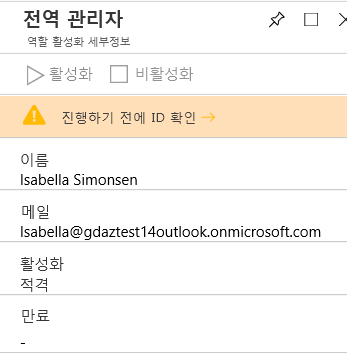 전역 관리자
역할 활성화 세부정보
활성화 비활성화
진행하기 전에 ID 확인 →
이름
Isabella Simonsen
메일
Isabella@gdaztest14outlook.onmicrosoft.com
활성화
적격
만료
-